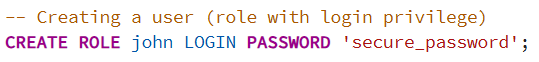 -- Creating a user (role with login privilege)
CREATE ROLE john LOGIN PASSWORD 'secure_password';